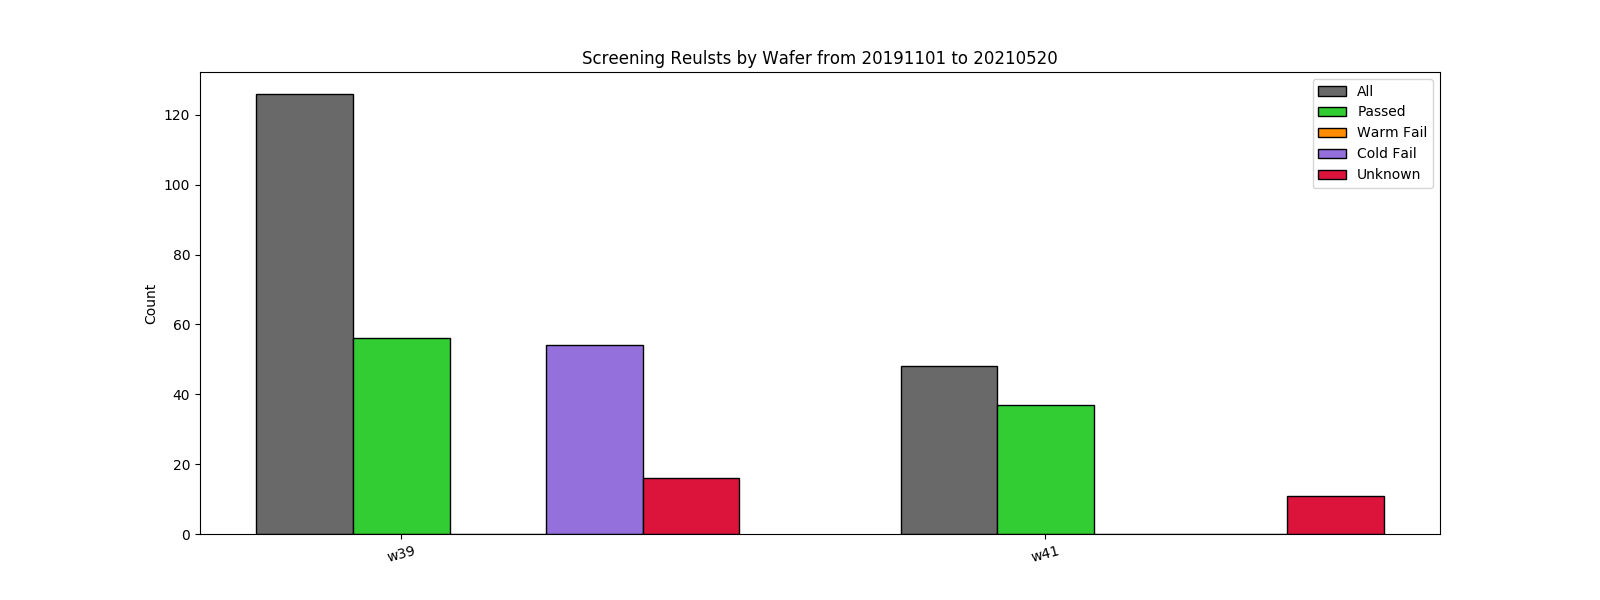 Screening Reulsts by Wafer from 20191101 to 20210520
All
Passed
Warm Fail
Cold Fail
Unknown
Count
120
100
80
60
40
20
0
w39
w41